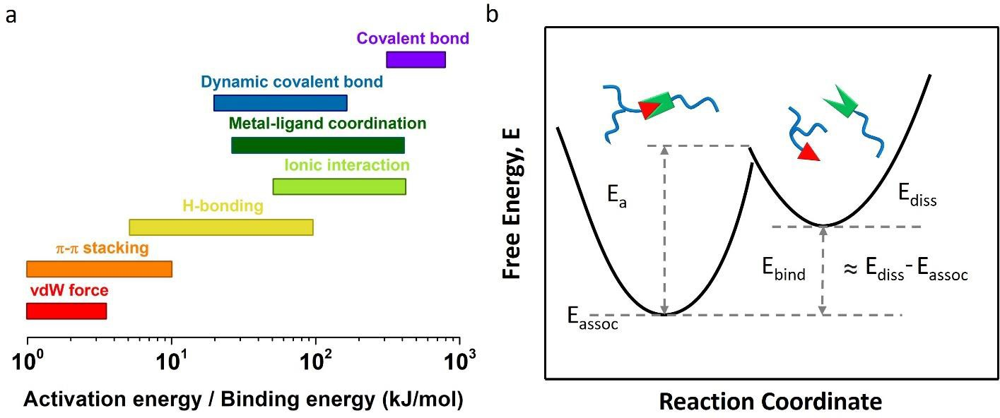 a
Covalent bond
Dynamic covalent bond
Metal-ligand coordination
Ionic interaction
H-bonding
π-π stacking
vdW force
10⁰ 10¹ 10² 10³
Activation energy / Binding energy (kJ/mol)
b
Free Energy, E
Eₐ
E_diss
E_bind ≈ E_diss - E_assoc
E_assoc
Reaction Coordinate